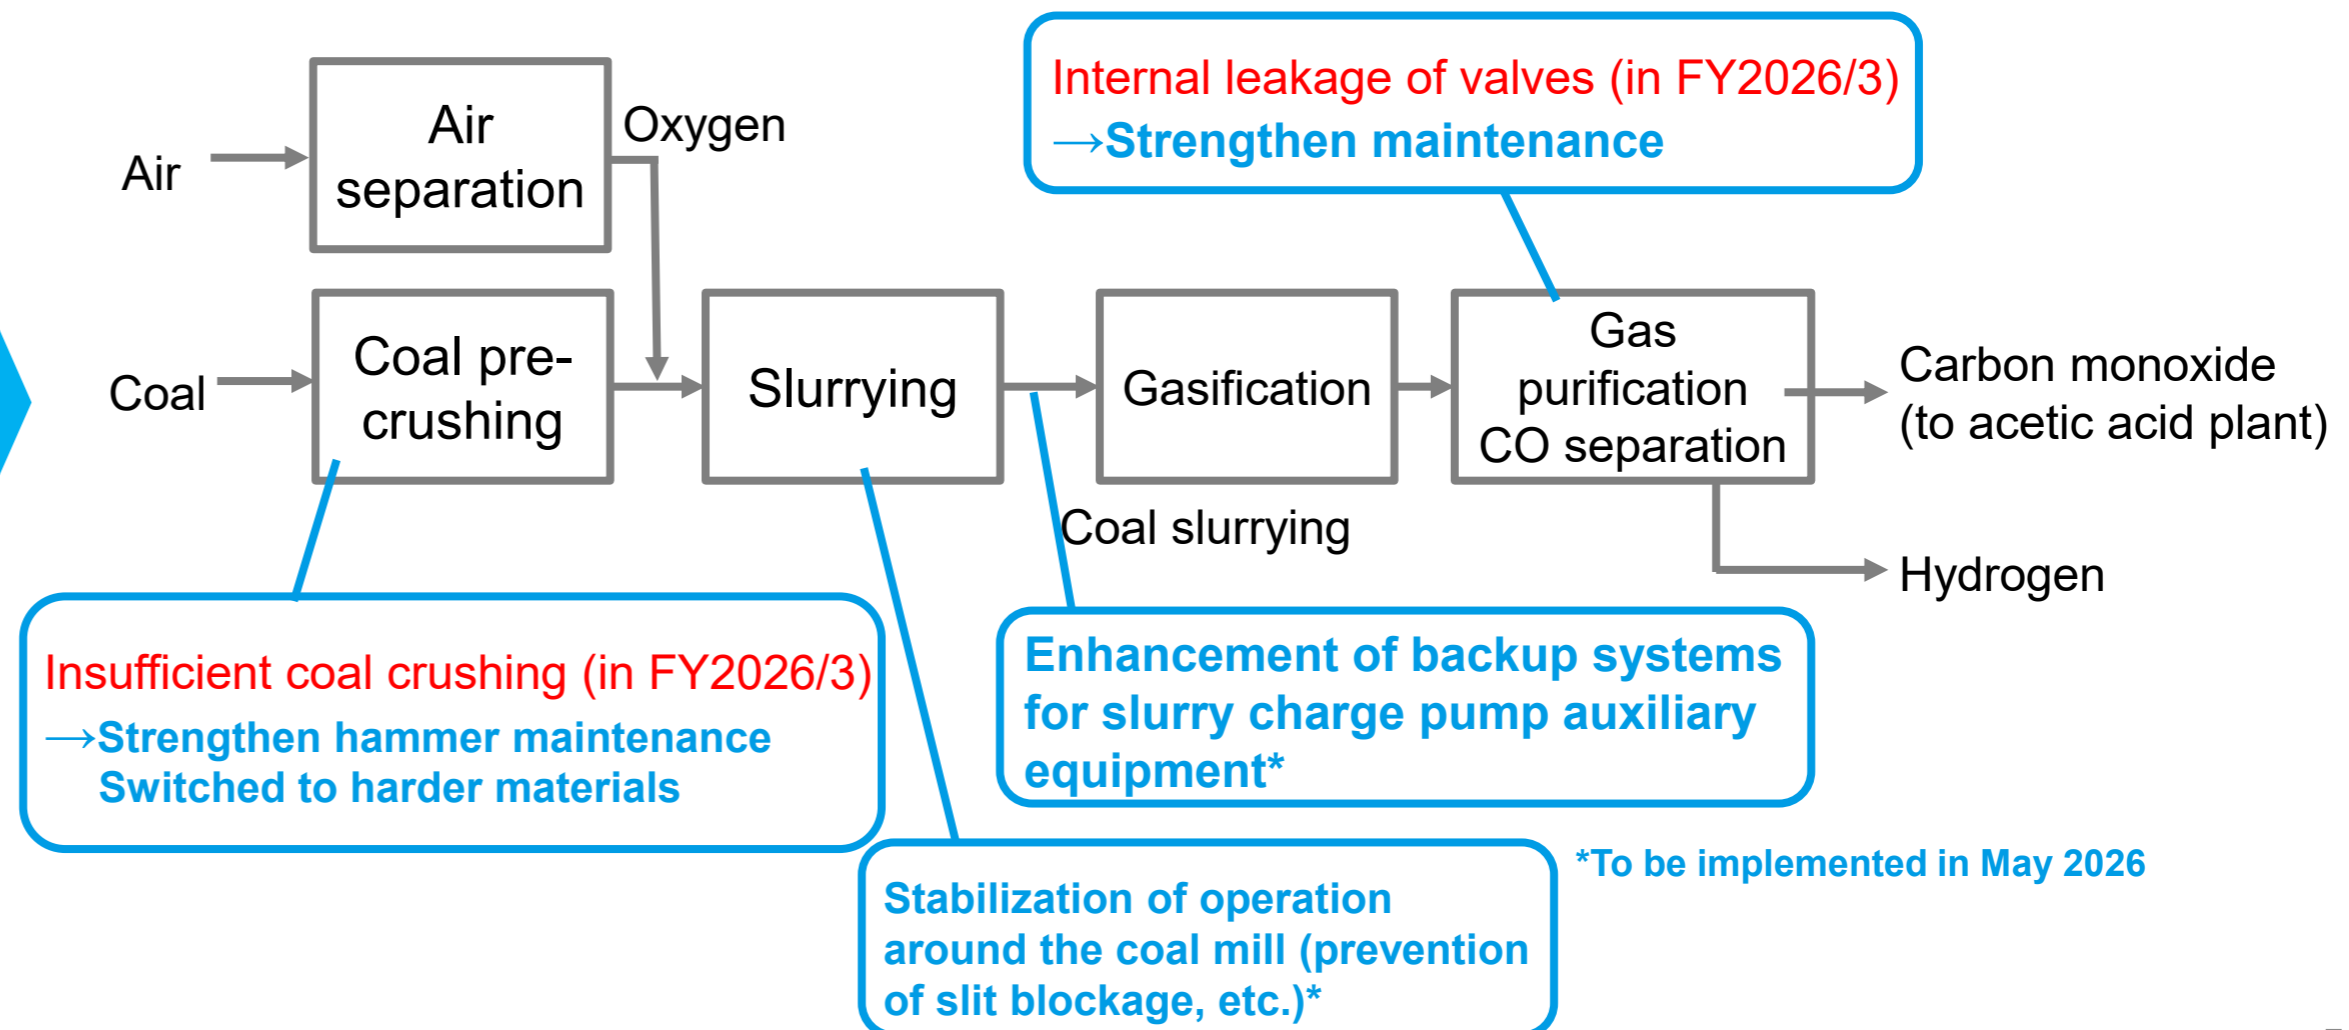 Internal leakage of valves (in FY2026/3)
→Strengthen maintenance
Air
Air
separation
Oxygen
Coal
Coal pre-
crushing
Slurrying
Gasification
Gas
purification
CO separation
Carbon monoxide
(to acetic acid plant)
Coal slurrying
Hydrogen
Insufficient coal crushing (in FY2026/3)
→Strengthen hammer maintenance
Switched to harder materials
Enhancement of backup systems
for slurry charge pump auxiliary
equipment*
Stabilization of operation
around the coal mill (prevention
of slit blockage, etc.)*
*To be implemented in May 2026